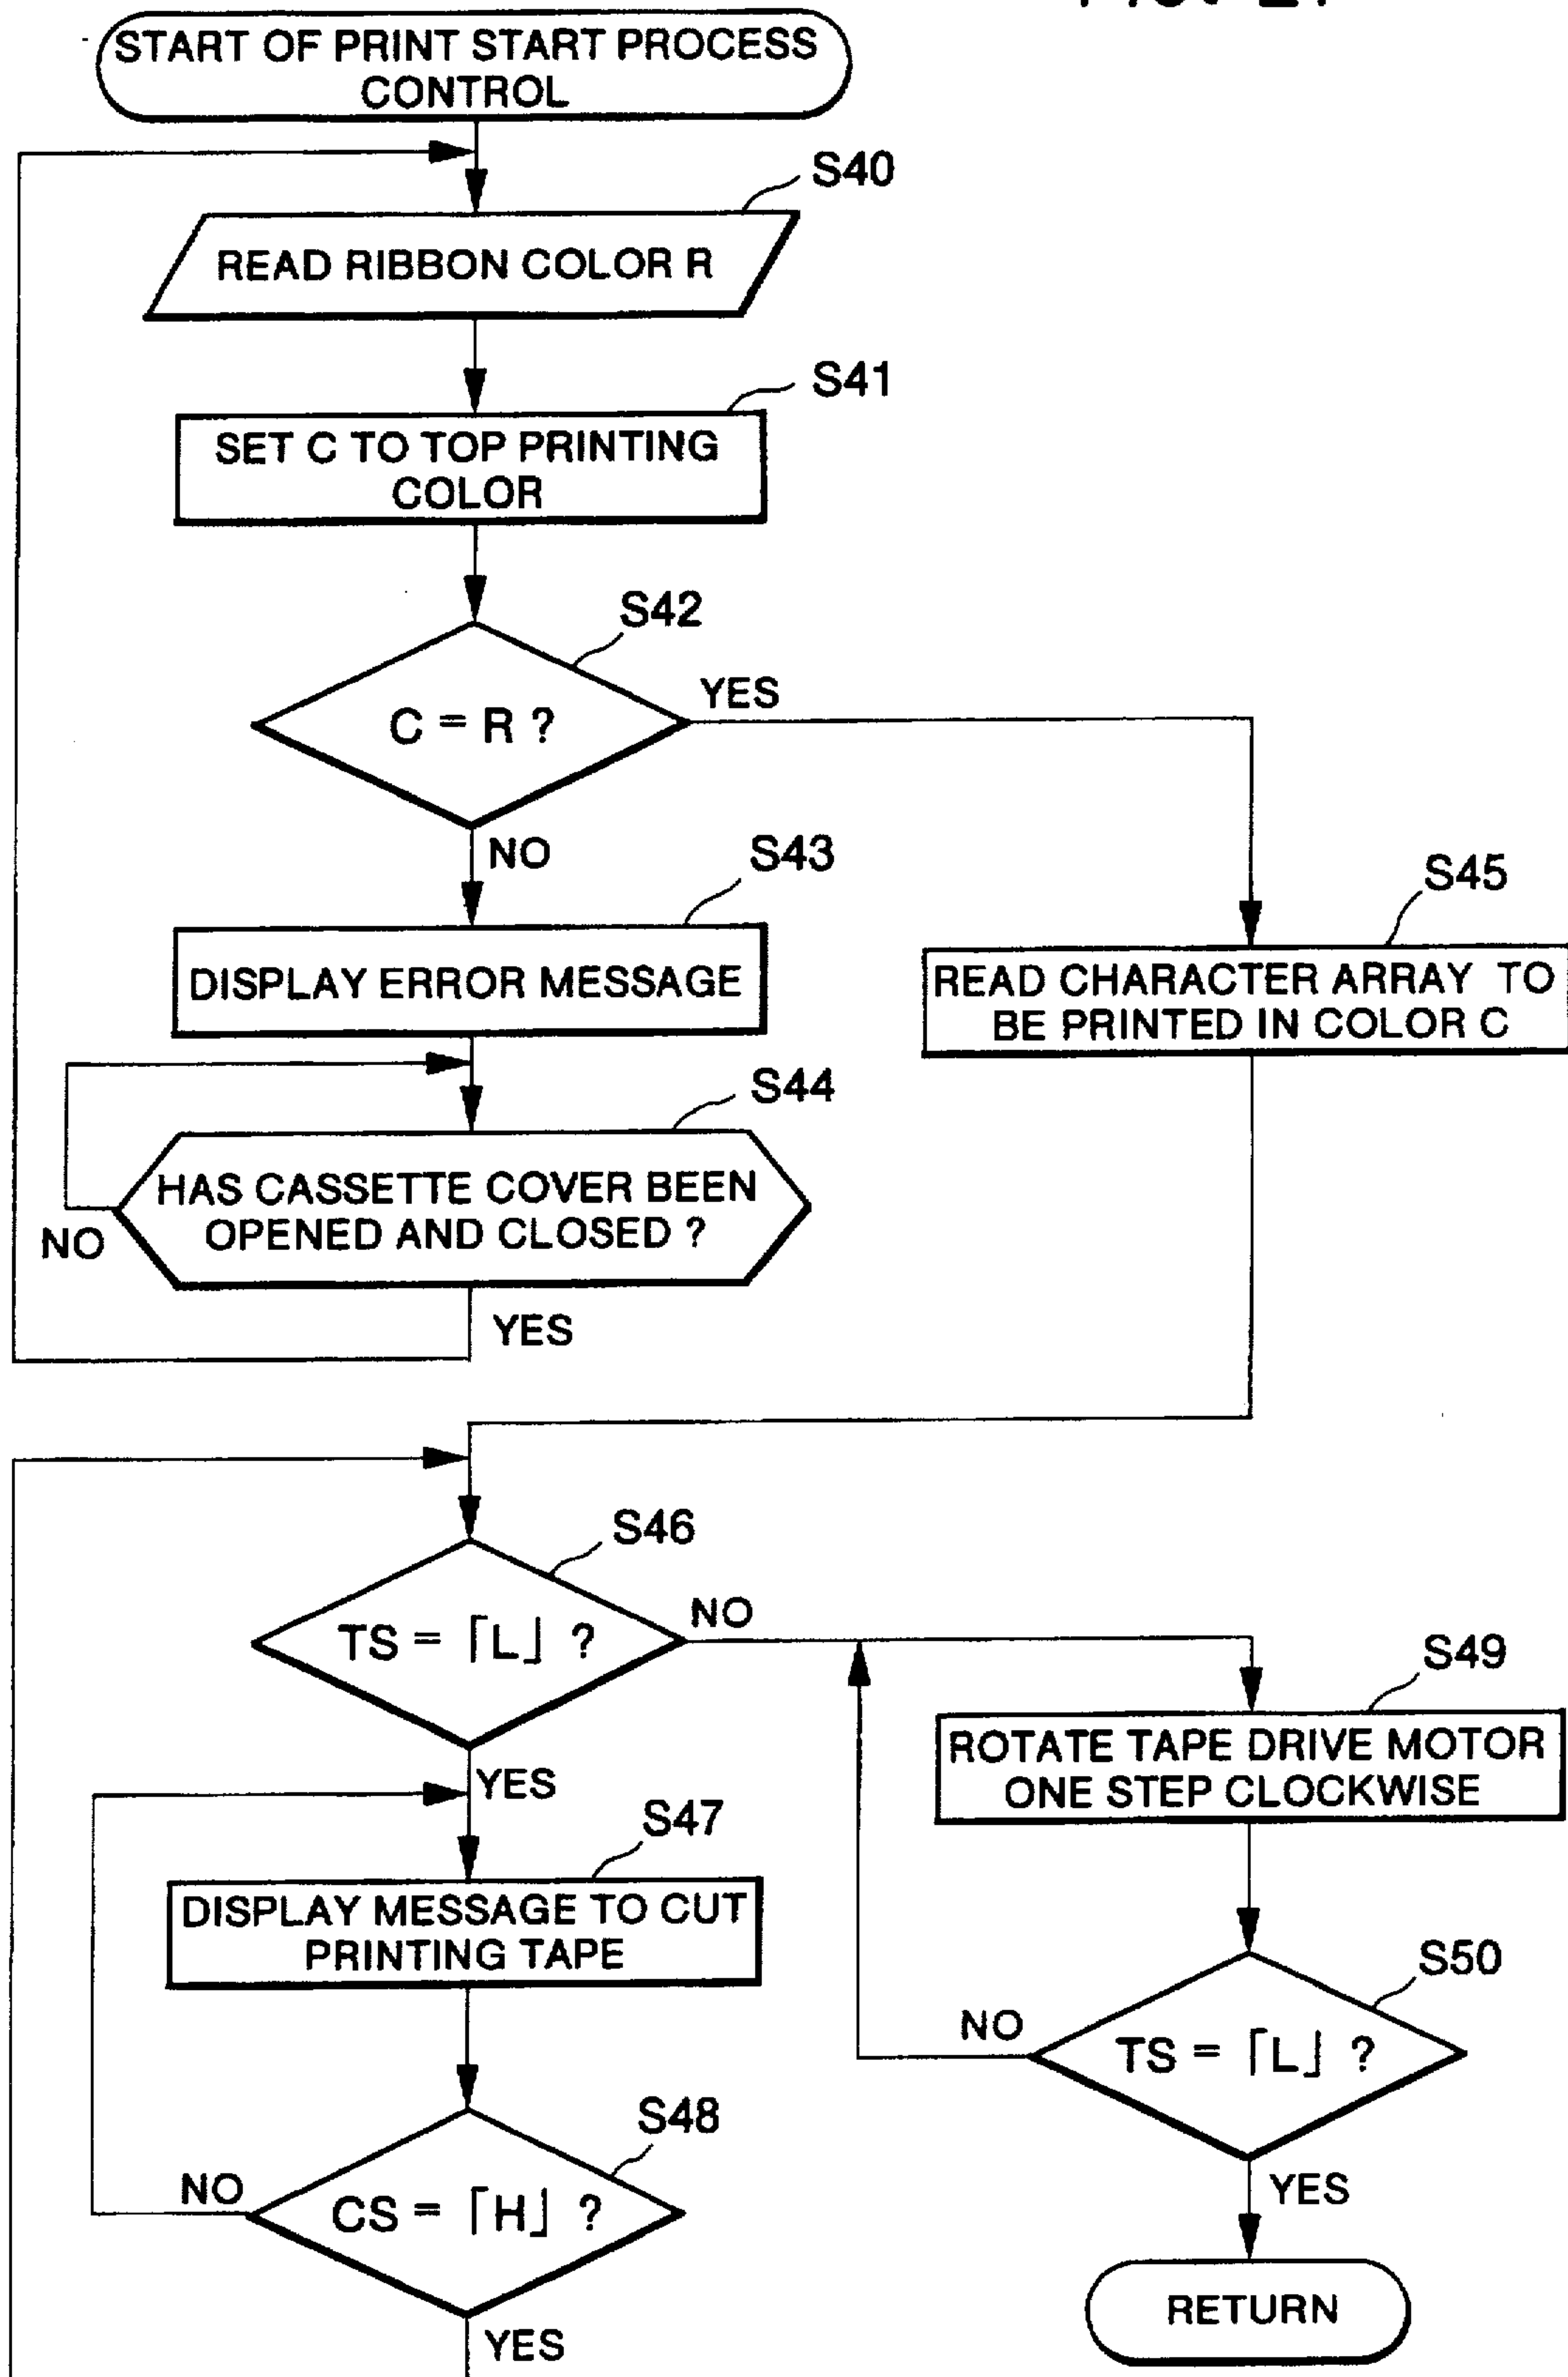 START OF PRINT START PROCESS
CONTROL
S40
READ RIBBON COLOR R
S41
SET C TO TOP PRINTING
COLOR
S42
C = R ?
YES
NO
S43
DISPLAY ERROR MESSAGE
S45
READ CHARACTER ARRAY TO
BE PRINTED IN COLOR C
S44
HAS CASSETTE COVER BEEN
OPENED AND CLOSED ?
NO
YES
S46
TS = ⌈L⌋ ?
NO
YES
S49
ROTATE TAPE DRIVE MOTOR
ONE STEP CLOCKWISE
S47
DISPLAY MESSAGE TO CUT
PRINTING TAPE
S50
TS = ⌈L⌋ ?
NO
YES
S48
CS = ⌈H⌋ ?
NO
YES
RETURN